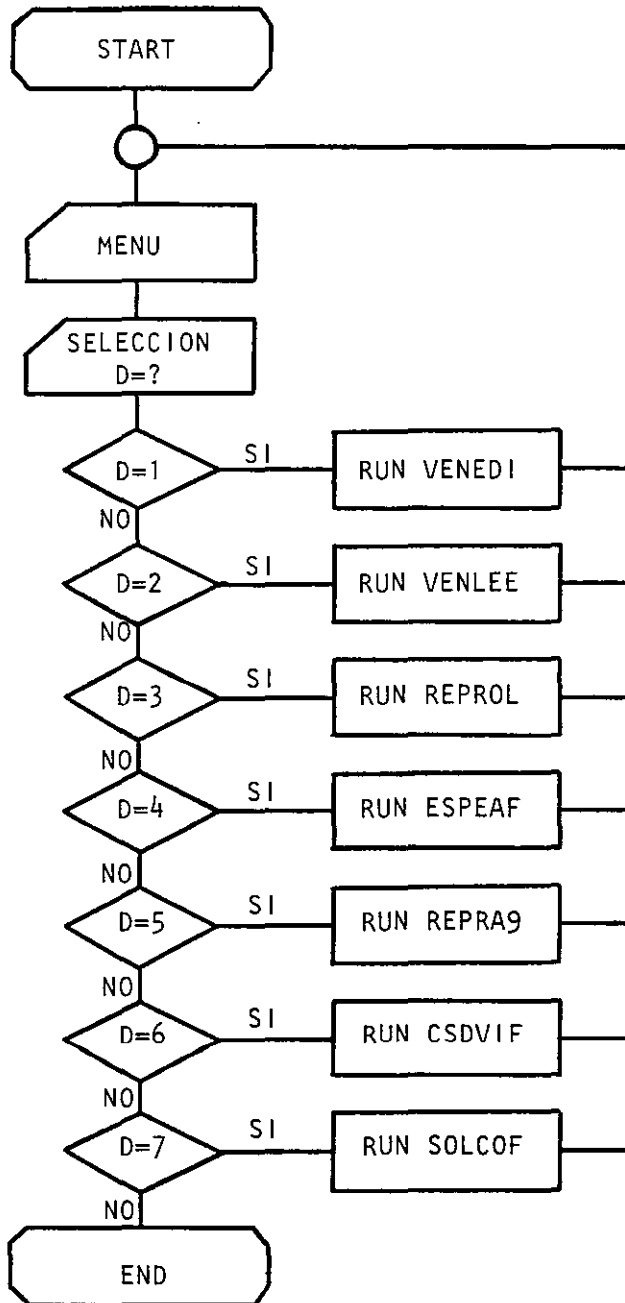 START
MENU
SELECCION
D=?
D=1
SI
RUN VENEDI
NO
D=2
SI
RUN VENLEE
NO
D=3
SI
RUN REPROL
NO
D=4
SI
RUN ESPEAF
NO
D=5
SI
RUN REPRA9
NO
D=6
SI
RUN CSDVIF
NO
D=7
SI
RUN SOLCOF
NO
END